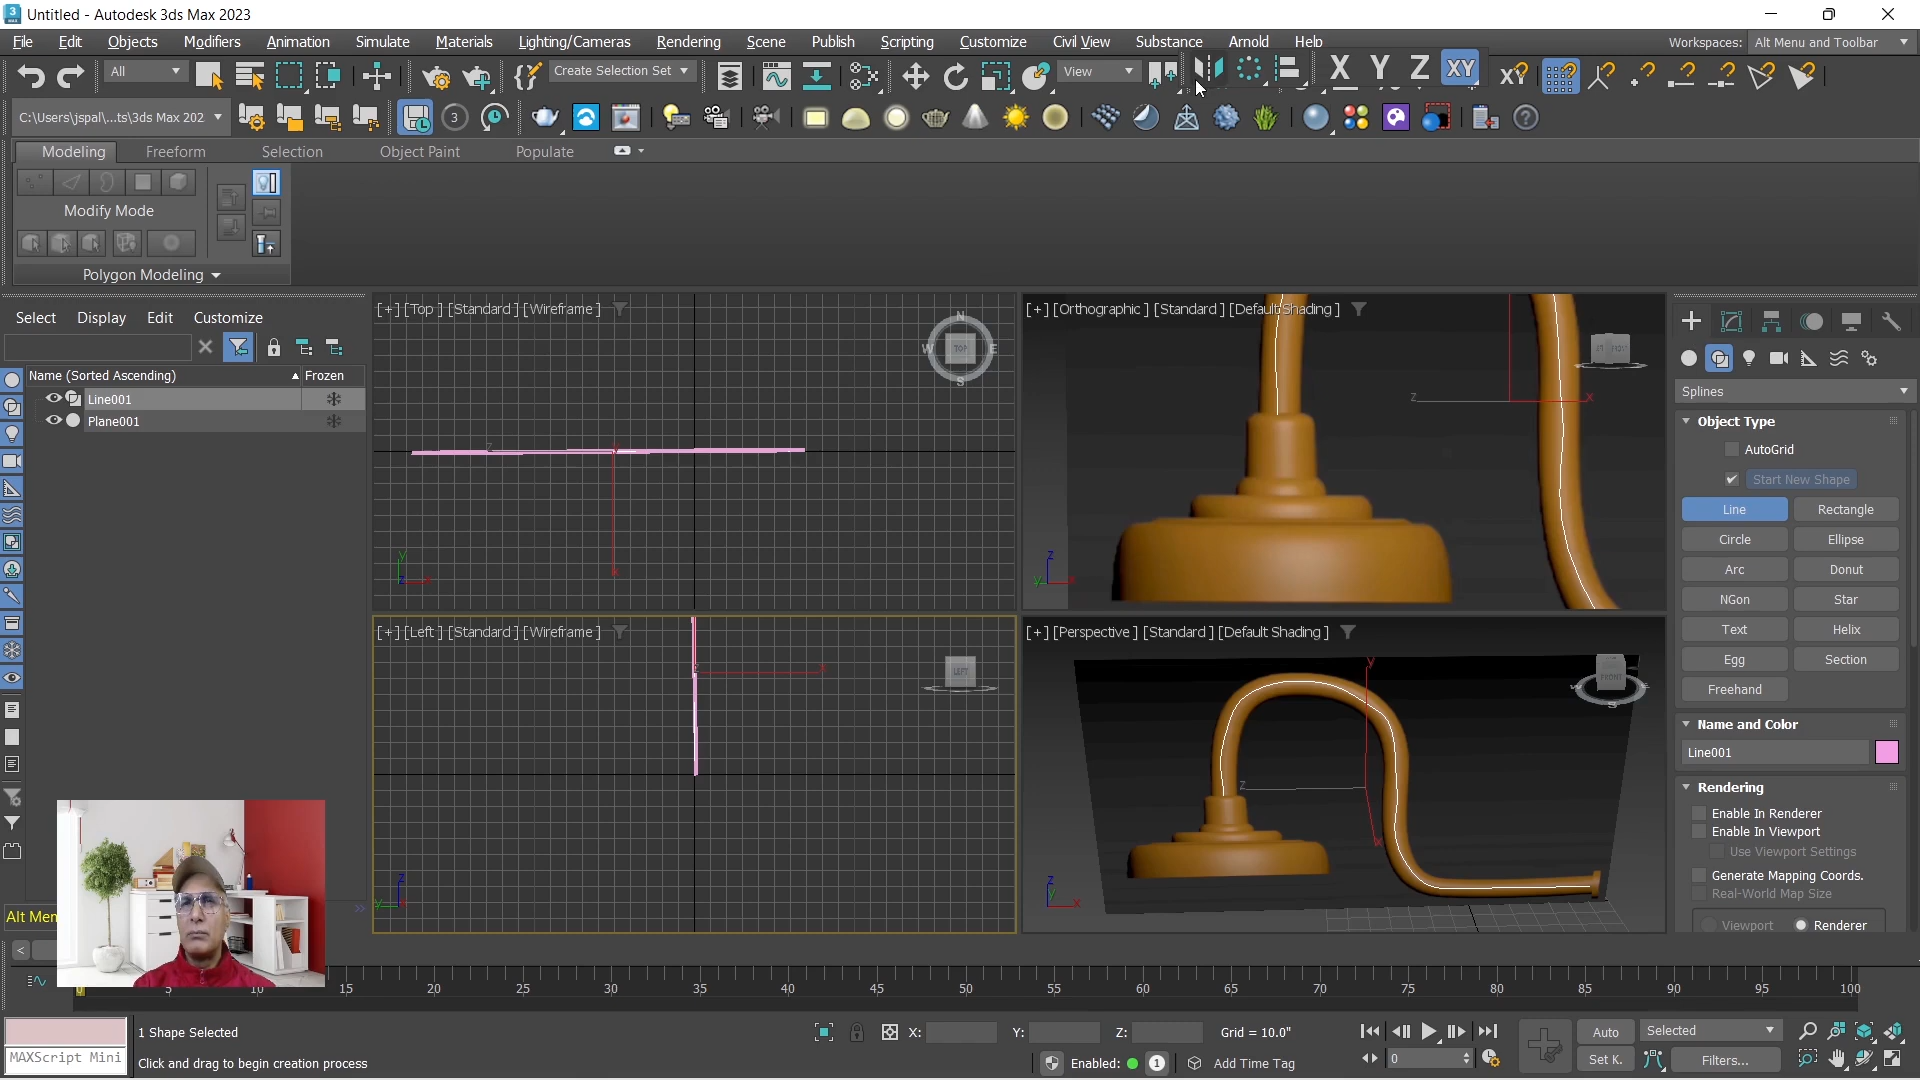 Untitled - Autodesk 3ds Max 2023
File Edit Objects Modifiers Animation Simulate Materials Lighting/Cameras Rendering Scene Publish Scripting Customize Civil View Substance Arnold Help
Workspaces: Alt Menu and Toolbar
All
Create Selection Set
View
X Y Z XY
C:\Users\jspal\...ts\3ds Max 202
3
Modeling Freeform Selection Object Paint Populate
Modify Mode
Polygon Modeling
Select Display Edit Customize
Name (Sorted Ascending) Frozen
Line001
Plane001
[+] [Top ] [Standard ] [Wireframe ]
N
W TOP E
S
z
x
y
z x
[+] [Orthographic ] [Standard ] [Default Shading ]
z x
z
y x
[+] [Left ] [Standard ] [Wireframe ]
LEFT
x
z
y
[+] [Perspective ] [Standard ] [Default Shading ]
FRONT
W
S
y
z
x
z
y
x
Splines
Object Type
AutoGrid
Start New Shape
Line Rectangle
Circle Ellipse
Arc Donut
NGon Star
Text Helix
Egg Section
Freehand
Name and Color
Line001
Rendering
Enable In Renderer
Enable In Viewport
Use Viewport Settings
Generate Mapping Coords.
Real-World Map Size
Viewport Renderer
Alt Men
5 10 15 20 25 30 35 40 45 50 55 60 65 70 75 80 85 90 95 100
MAXScript Mini
1 Shape Selected
Click and drag to begin creation process
X: Y: Z: Grid = 10.0"
Enabled: 1 Add Time Tag
0
Auto Selected
Set K. Filters...